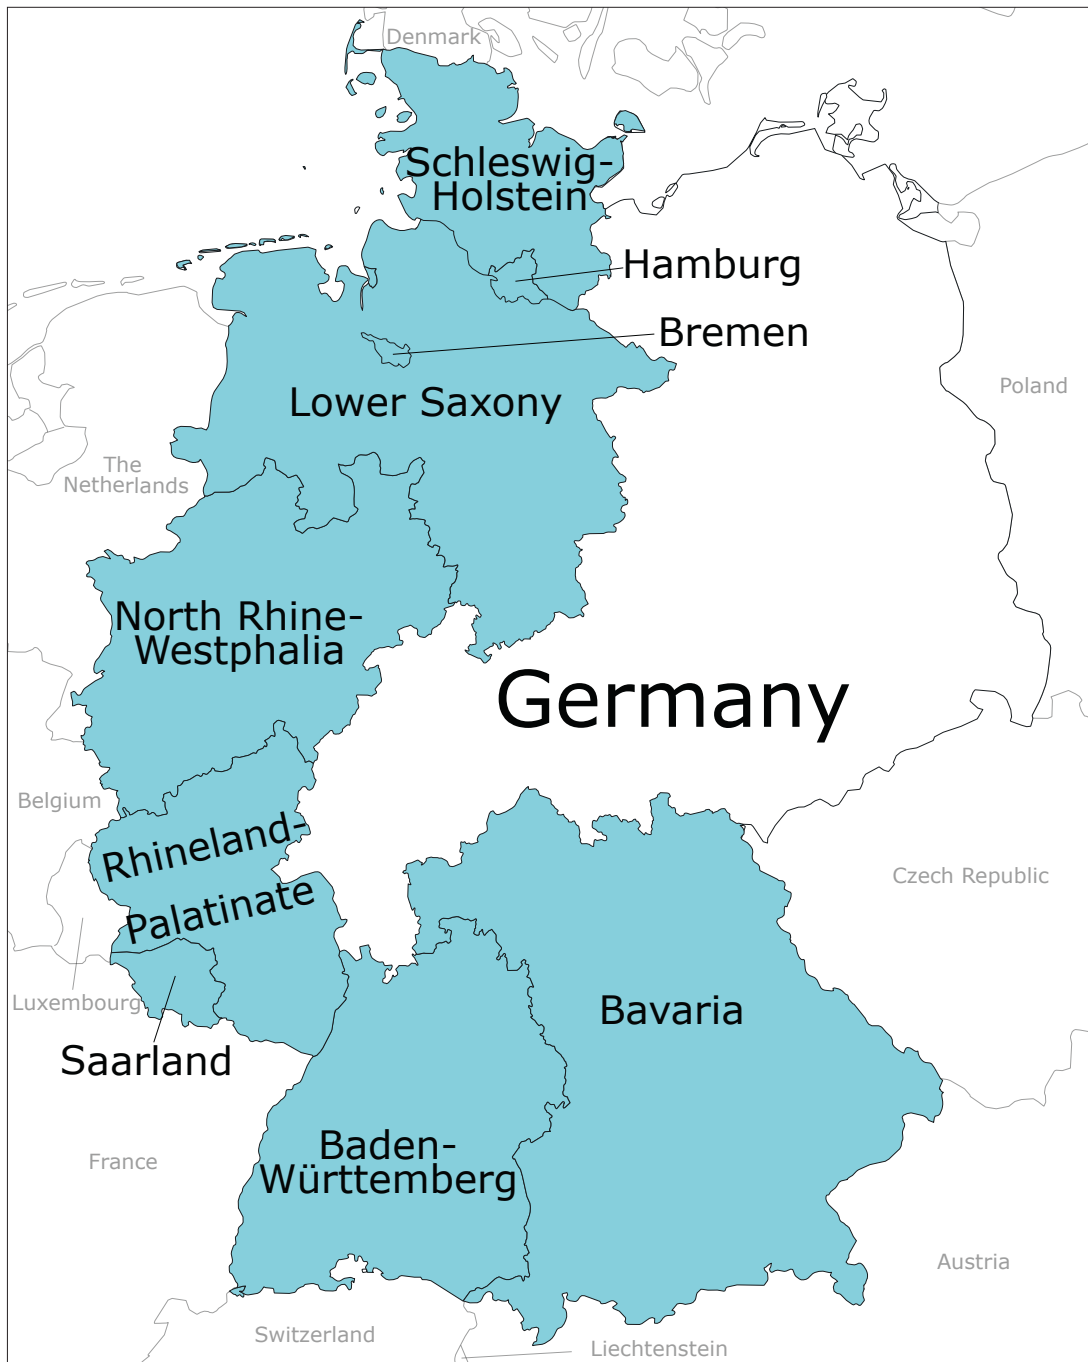 Denmark
Schleswig-
Holstein
Hamburg
Bremen
Poland
Lower Saxony
The
Netherlands
North Rhine-
Westphalia
Germany
Belgium
Rhineland-
Palatinate
Czech Republic
Luxembourg
Bavaria
Saarland
Baden-
Württemberg
France
Austria
Switzerland
Liechtenstein